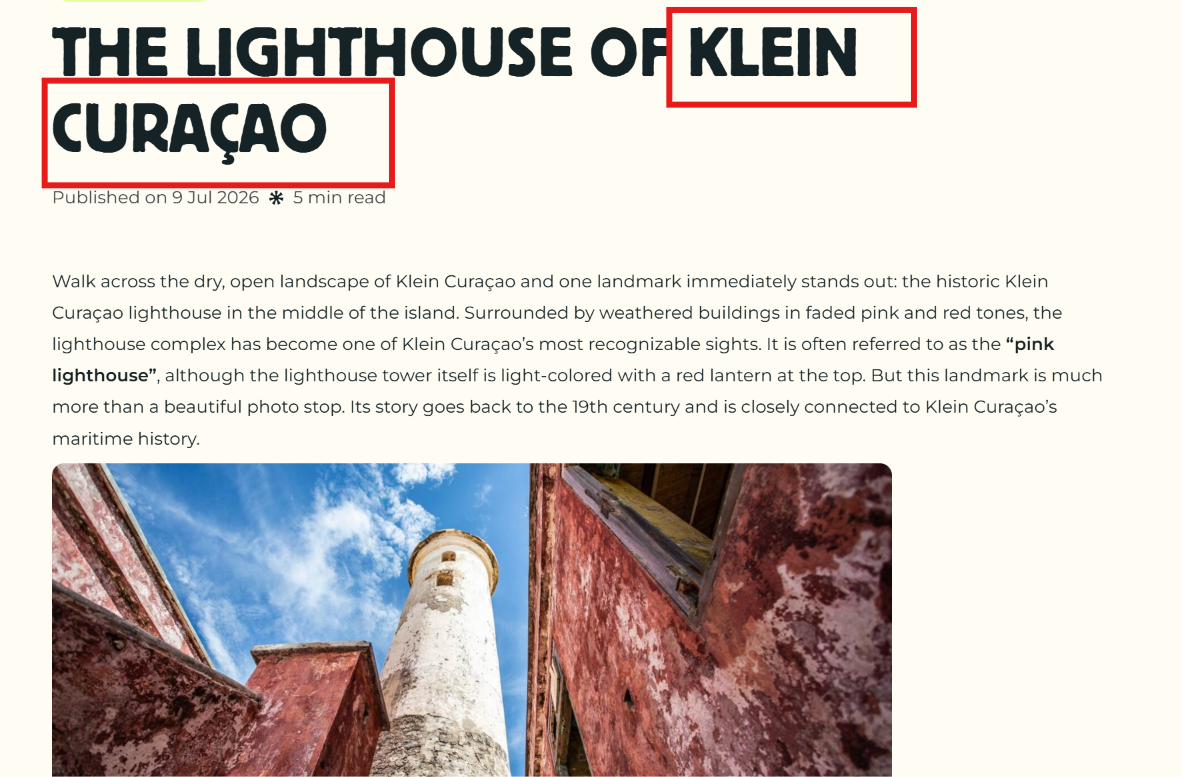 THE LIGHTHOUSE OF KLEIN
CURAÇAO
Published on 9 Jul 2026 * 5 min read
Walk across the dry, open landscape of Klein Curaçao and one landmark immediately stands out: the historic Klein
Curaçao lighthouse in the middle of the island. Surrounded by weathered buildings in faded pink and red tones, the
lighthouse complex has become one of Klein Curaçao’s most recognizable sights. It is often referred to as the “pink
lighthouse”, although the lighthouse tower itself is light-colored with a red lantern at the top. But this landmark is much
more than a beautiful photo stop. Its story goes back to the 19th century and is closely connected to Klein Curaçao’s
maritime history.